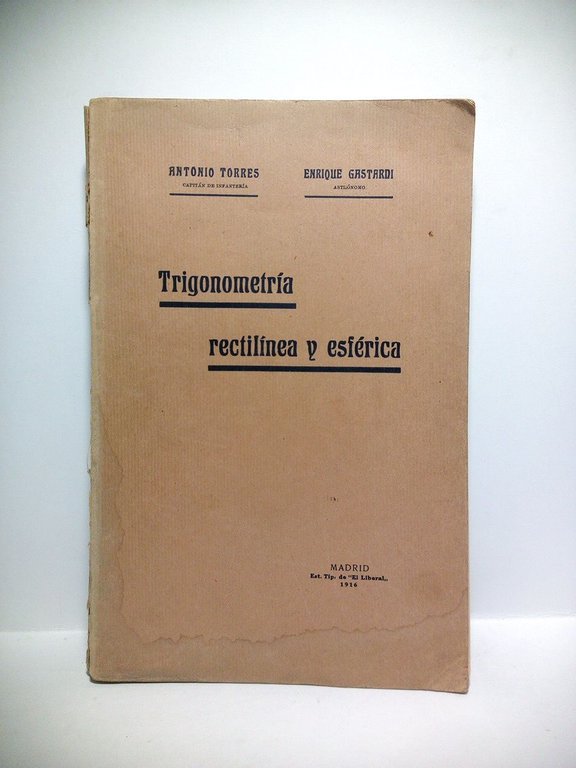 ANTONIO TORRES
CAPITÁN DE INFANTERÍA
ENRIQUE GASTARDI
ASTRÓNOMO
Trigonometría
rectilínea y esférica
MADRID
Est. Tip. de "El Liberal„
1916